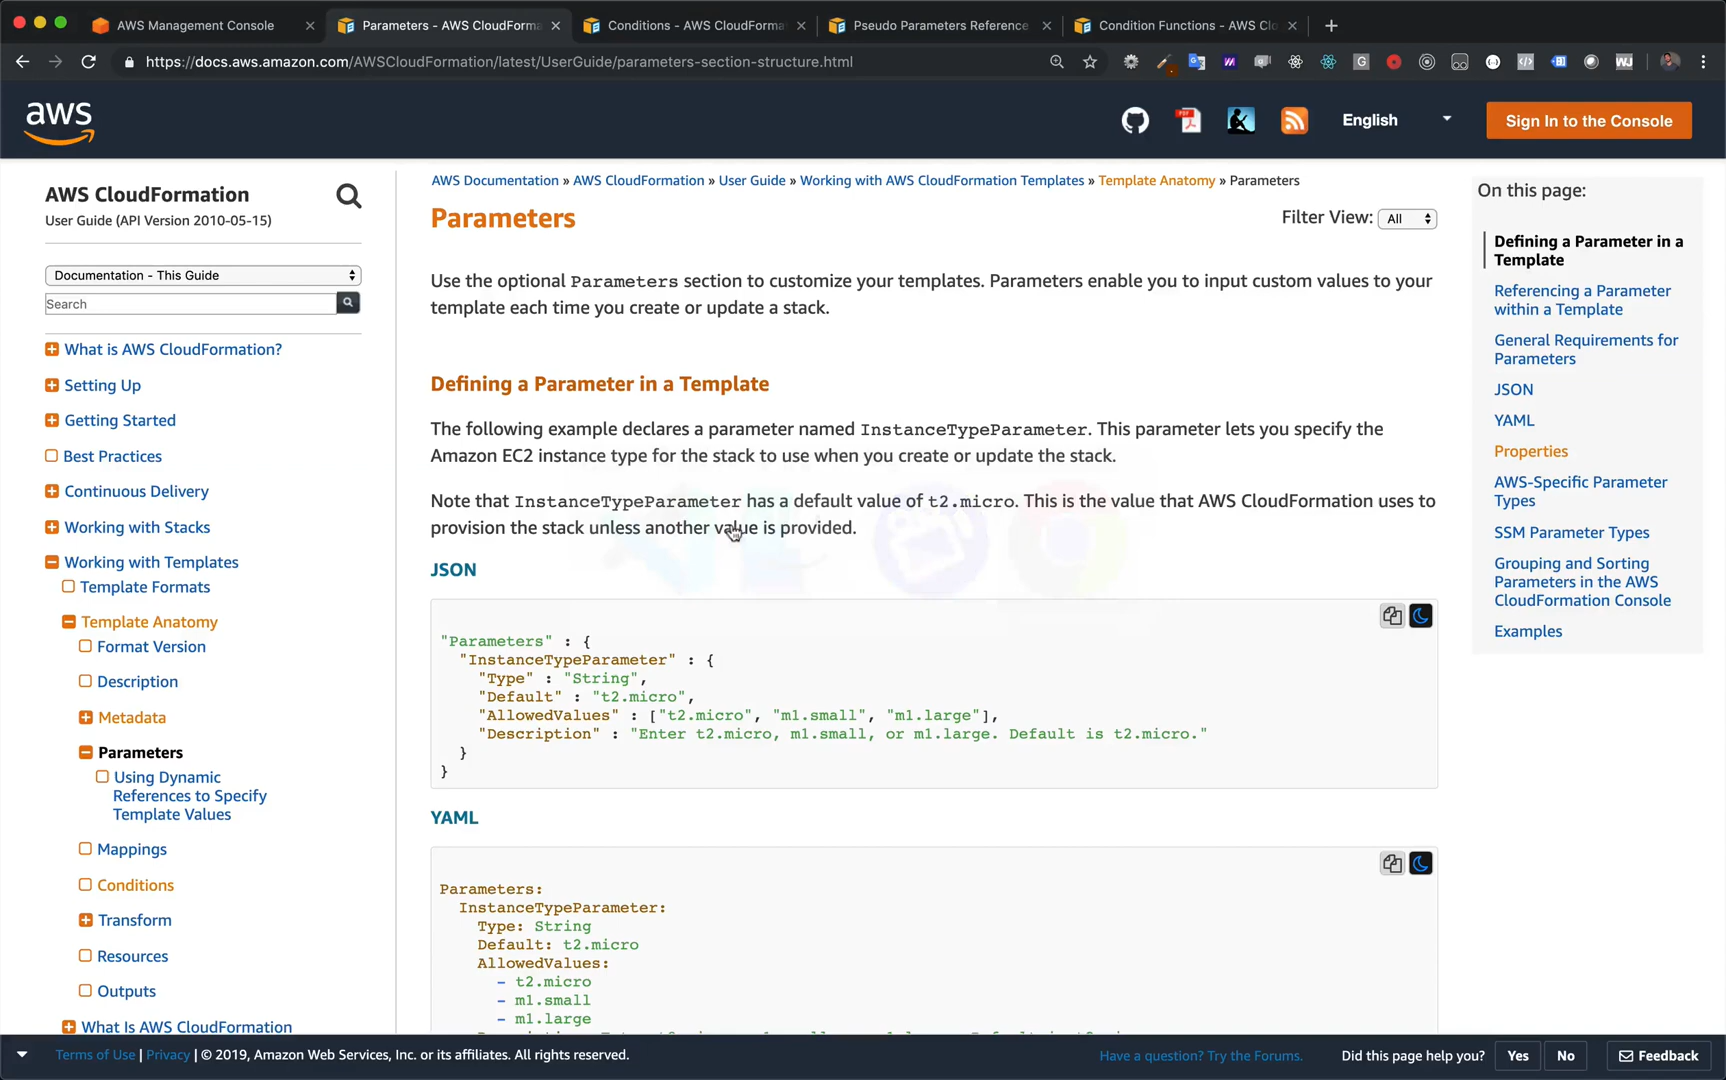 AWS Management Console
Parameters - AWS CloudForma
Conditions - AWS CloudForma
Pseudo Parameters Reference
Condition Functions - AWS Clo
https://docs.aws.amazon.com/AWSCloudFormation/latest/UserGuide/parameters-section-structure.html
aws
English
Sign In to the Console
AWS CloudFormation
User Guide (API Version 2010-05-15)
Documentation - This Guide
Search
What is AWS CloudFormation?
Setting Up
Getting Started
Best Practices
Continuous Delivery
Working with Stacks
Working with Templates
Template Formats
Template Anatomy
Format Version
Description
Metadata
Parameters
Using Dynamic
References to Specify
Template Values
Mappings
Conditions
Transform
Resources
Outputs
What Is AWS CloudFormation
AWS Documentation » AWS CloudFormation » User Guide » Working with AWS CloudFormation Templates » Template Anatomy » Parameters
Parameters
Filter View: All
Use the optional Parameters section to customize your templates. Parameters enable you to input custom values to your
template each time you create or update a stack.
Defining a Parameter in a Template
The following example declares a parameter named InstanceTypeParameter. This parameter lets you specify the
Amazon EC2 instance type for the stack to use when you create or update the stack.
Note that InstanceTypeParameter has a default value of t2.micro. This is the value that AWS CloudFormation uses to
provision the stack unless another value is provided.
JSON
"Parameters" : {
"InstanceTypeParameter" : {
"Type" : "String",
"Default" : "t2.micro",
"AllowedValues" : ["t2.micro", "m1.small", "m1.large"],
"Description" : "Enter t2.micro, m1.small, or m1.large. Default is t2.micro."
}
}
YAML
Parameters:
InstanceTypeParameter:
Type: String
Default: t2.micro
AllowedValues:
- t2.micro
- m1.small
- m1.large
On this page:
Defining a Parameter in a
Template
Referencing a Parameter
within a Template
General Requirements for
Parameters
JSON
YAML
Properties
AWS-Specific Parameter
Types
SSM Parameter Types
Grouping and Sorting
Parameters in the AWS
CloudFormation Console
Examples
Terms of Use | Privacy | © 2019, Amazon Web Services, Inc. or its affiliates. All rights reserved.
Have a question? Try the Forums.
Did this page help you?
Yes
No
Feedback